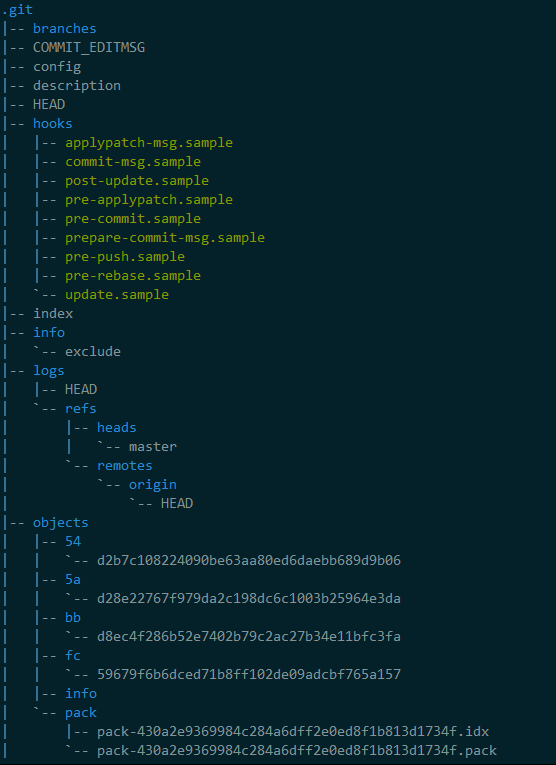 .git
|-- branches
|-- COMMIT_EDITMSG
|-- config
|-- description
|-- HEAD
|-- hooks
|   |-- applypatch-msg.sample
|   |-- commit-msg.sample
|   |-- post-update.sample
|   |-- pre-applypatch.sample
|   |-- pre-commit.sample
|   |-- prepare-commit-msg.sample
|   |-- pre-push.sample
|   |-- pre-rebase.sample
|   `-- update.sample
|-- index
|-- info
|   `-- exclude
|-- logs
|   |-- HEAD
|   `-- refs
|       |-- heads
|       |   `-- master
|       `-- remotes
|           `-- origin
|               `-- HEAD
|-- objects
|   |-- 54
|   |   `-- d2b7c108224090be63aa80ed6daebb689d9b06
|   |-- 5a
|   |   `-- d28e22767f979da2c198dc6c1003b25964e3da
|   |-- bb
|   |   `-- d8ec4f286b52e7402b79c2ac27b34e11bfc3fa
|   |-- fc
|   |   `-- 59679f6b6dced71b8ff102de09adcbf765a157
|   |-- info
|   `-- pack
|       |-- pack-430a2e9369984c284a6dff2e0ed8f1b813d1734f.idx
|       `-- pack-430a2e9369984c284a6dff2e0ed8f1b813d1734f.pack